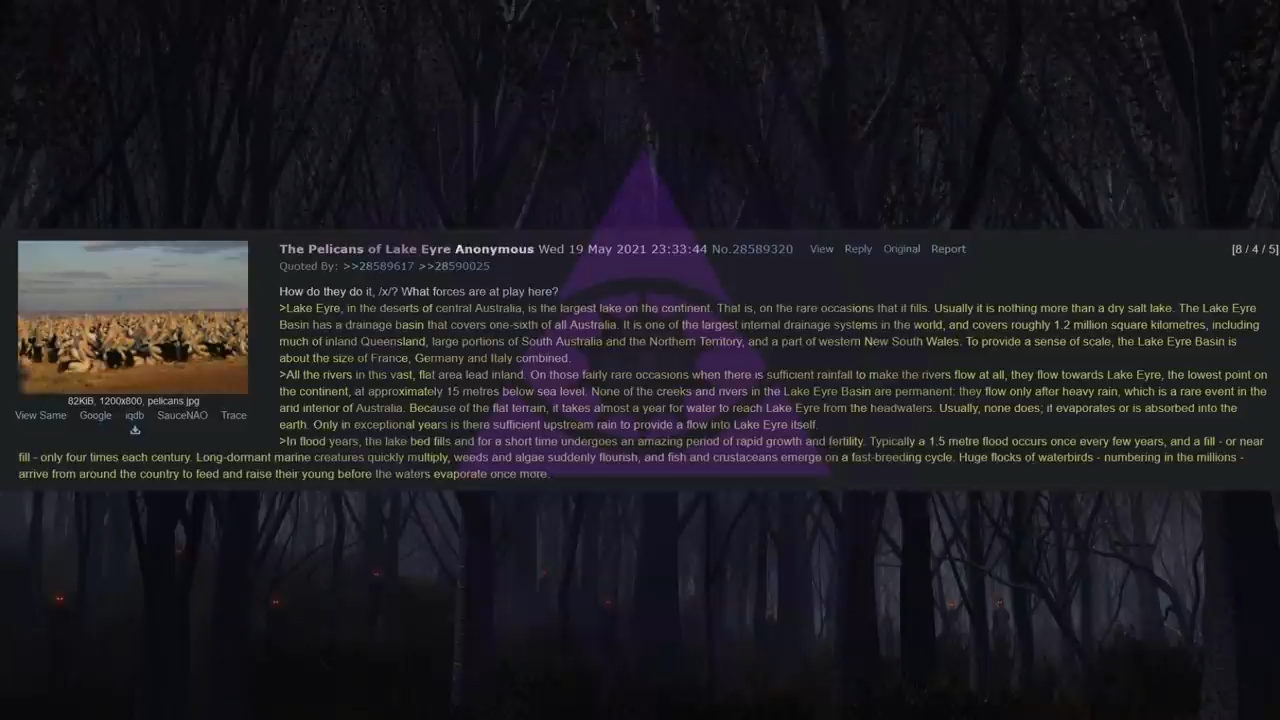 The Pelicans of Lake Eyre Anonymous Wed 19 May 2021 23:33:44 No.28589320 View Reply Original Report [8 / 4 / 5]
Quoted By: >>28589617 >>28590025
How do they do it, /x/? What forces are at play here?
>Lake Eyre, in the deserts of central Australia, is the largest lake on the continent. That is, on the rare occasions that it fills. Usually it is nothing more than a dry salt lake. The Lake Eyre
Basin has a drainage basin that covers one-sixth of all Australia. It is one of the largest internal drainage systems in the world, and covers roughly 1.2 million square kilometres, including
much of inland Queensland, large portions of South Australia and the Northern Territory, and a part of western New South Wales. To provide a sense of scale, the Lake Eyre Basin is
about the size of France, Germany and Italy combined.
>All the rivers in this vast, flat area lead inland. On those fairly rare occasions when there is sufficient rainfall to make the rivers flow at all, they flow towards Lake Eyre, the lowest point on
the continent, at approximately 15 metres below sea level. None of the creeks and rivers in the Lake Eyre Basin are permanent: they flow only after heavy rain, which is a rare event in the
arid interior of Australia. Because of the flat terrain, it takes almost a year for water to reach Lake Eyre from the headwaters. Usually, none does; it evaporates or is absorbed into the
earth. Only in exceptional years is there sufficient upstream rain to provide a flow into Lake Eyre itself.
>In flood years, the lake bed fills and for a short time undergoes an amazing period of rapid growth and fertility. Typically a 1.5 metre flood occurs once every few years, and a fill - or near
fill - only four times each century. Long-dormant marine creatures quickly multiply, weeds and algae suddenly flourish, and fish and crustaceans emerge on a fast-breeding cycle. Huge flocks of waterbirds - numbering in the millions -
arrive from around the country to feed and raise their young before the waters evaporate once more.
82KiB, 1200x800, pelicans.jpg
View Same Google iqdb SauceNAO Trace